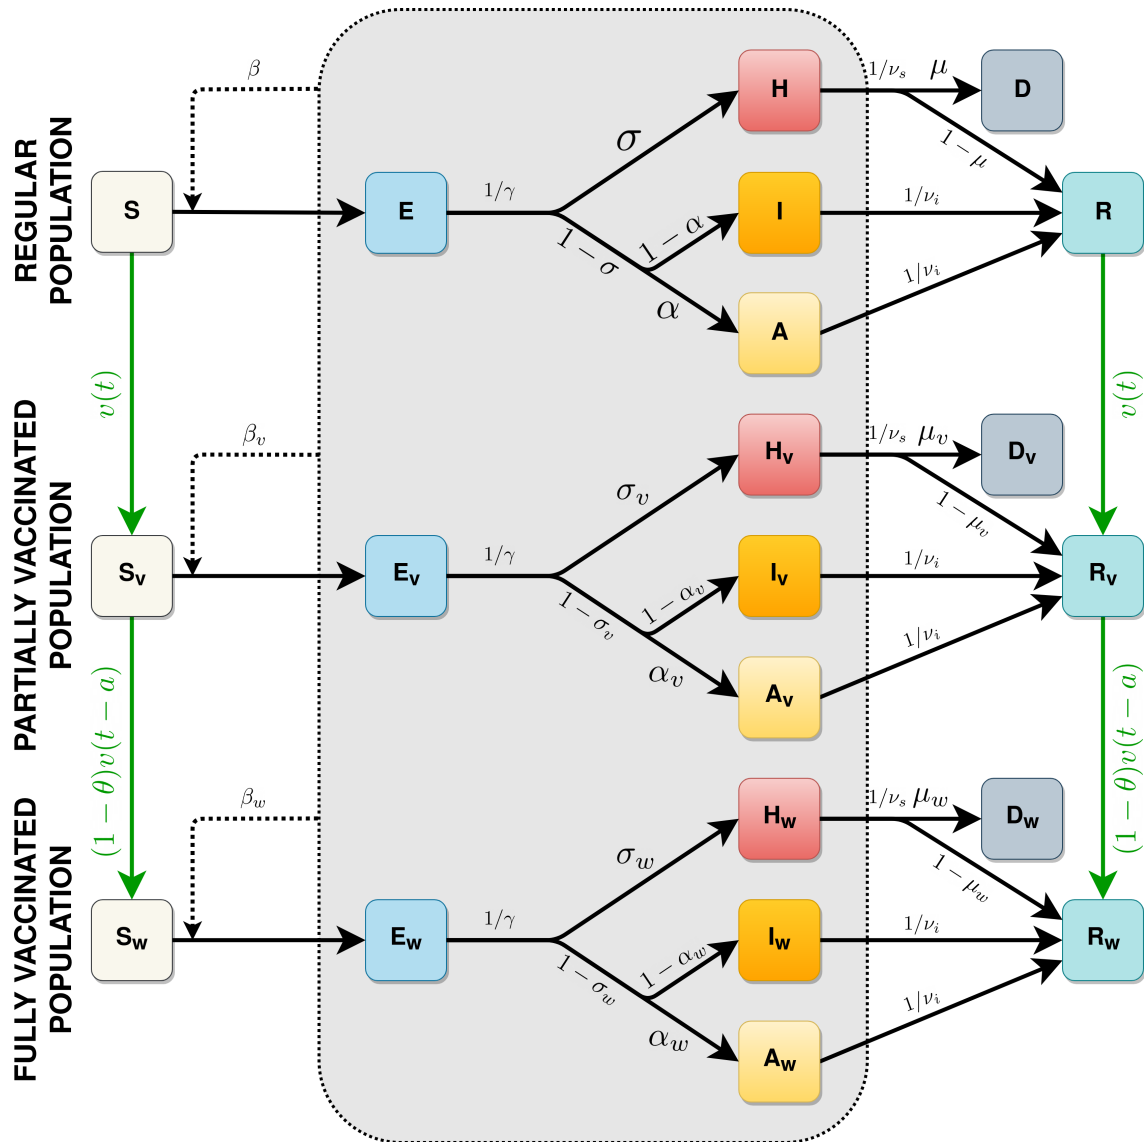 REGULAR
POPULATION
β
S
E
1/γ
σ
1 − σ
1 − α
α
H
I
A
1/ν_s
μ
1 − μ
1/ν_i
1/ν_i
D
R
v(t)
v(t)
PARTIALLY VACCINATED
POPULATION
β_v
S_v
E_v
1/γ
σ_v
1 − σ_v
1 − α_v
α_v
H_v
I_v
A_v
1/ν_s
μ_v
1 − μ_v
1/ν_i
1/ν_i
D_v
R_v
(1 − θ)v(t − a)
(1 − θ)v(t − a)
FULLY VACCINATED
POPULATION
β_w
S_w
E_w
1/γ
σ_w
1 − σ_w
1 − α_w
α_w
H_w
I_w
A_w
1/ν_s
μ_w
1 − μ_w
1/ν_i
1/ν_i
D_w
R_w